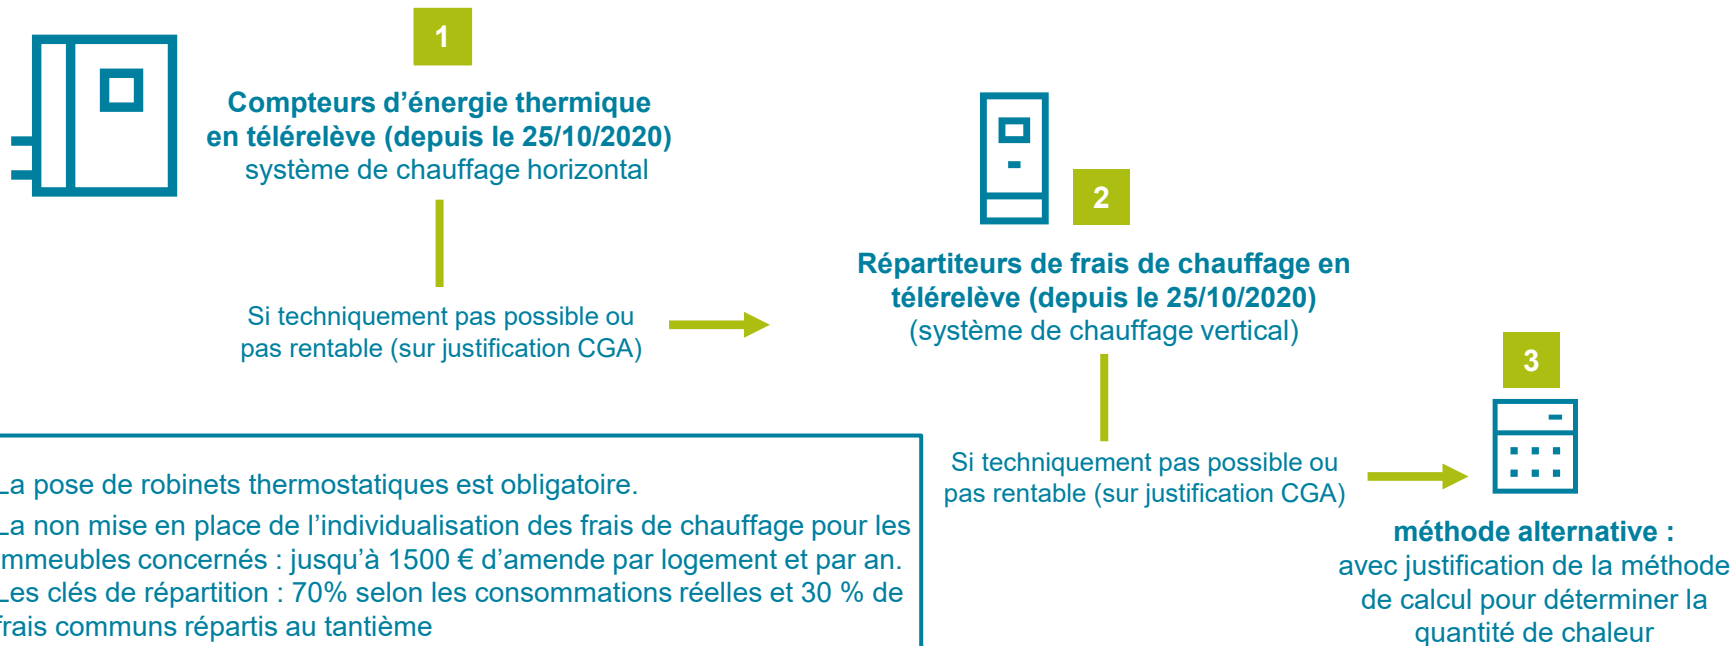 1
Compteurs d'énergie thermique
en télérelève (depuis le 25/10/2020)
système de chauffage horizontal
Si techniquement pas possible ou
pas rentable (sur justification CGA)
2
Répartiteurs de frais de chauffage en
télérelève (depuis le 25/10/2020)
(système de chauffage vertical)
Si techniquement pas possible ou
pas rentable (sur justification CGA)
3
méthode alternative :
avec justification de la méthode
de calcul pour déterminer la
quantité de chaleur
La pose de robinets thermostatiques est obligatoire.
La non mise en place de l'individualisation des frais de chauffage pour les
immeubles concernés : jusqu'à 1500 € d'amende par logement et par an.
Les clés de répartition : 70% selon les consommations réelles et 30 % de
frais communs répartis au tantième